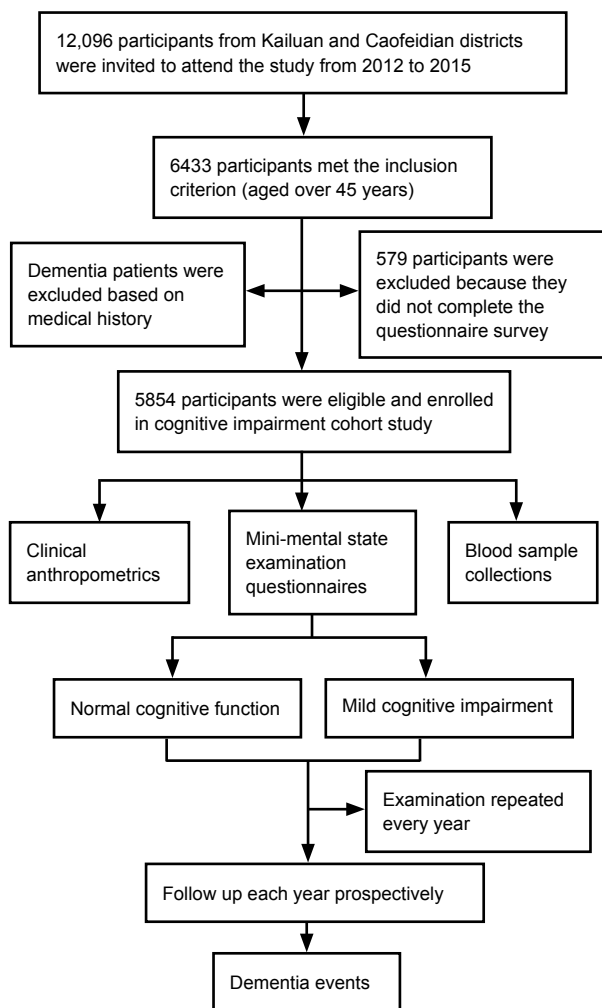 12,096 participants from Kailuan and Caofeidian districts
were invited to attend the study from 2012 to 2015
6433 participants met the inclusion
criterion (aged over 45 years)
Dementia patients were
excluded based on
medical history
579 participants were
excluded because they
did not complete the
questionnaire survey
5854 participants were eligible and enrolled
in cognitive impairment cohort study
Clinical
anthropometrics
Mini-mental state
examination
questionnaires
Blood sample
collections
Normal cognitive function
Mild cognitive impairment
Examination repeated
every year
Follow up each year prospectively
Dementia events